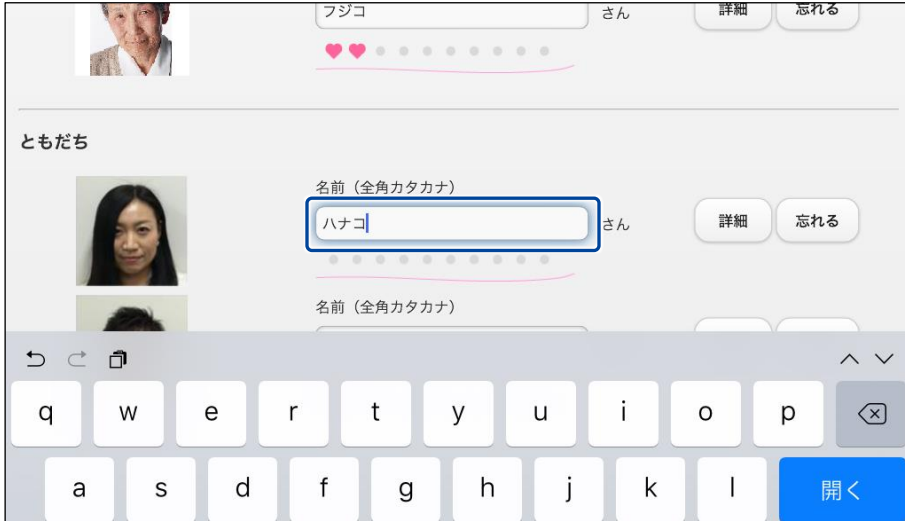 フジコ さん 詳細 忘れる
ともだち
名前（全角カタカナ）
ハナコ さん 詳細 忘れる
名前（全角カタカナ）
q w e r t y u i o p
a s d f g h j k l 開く